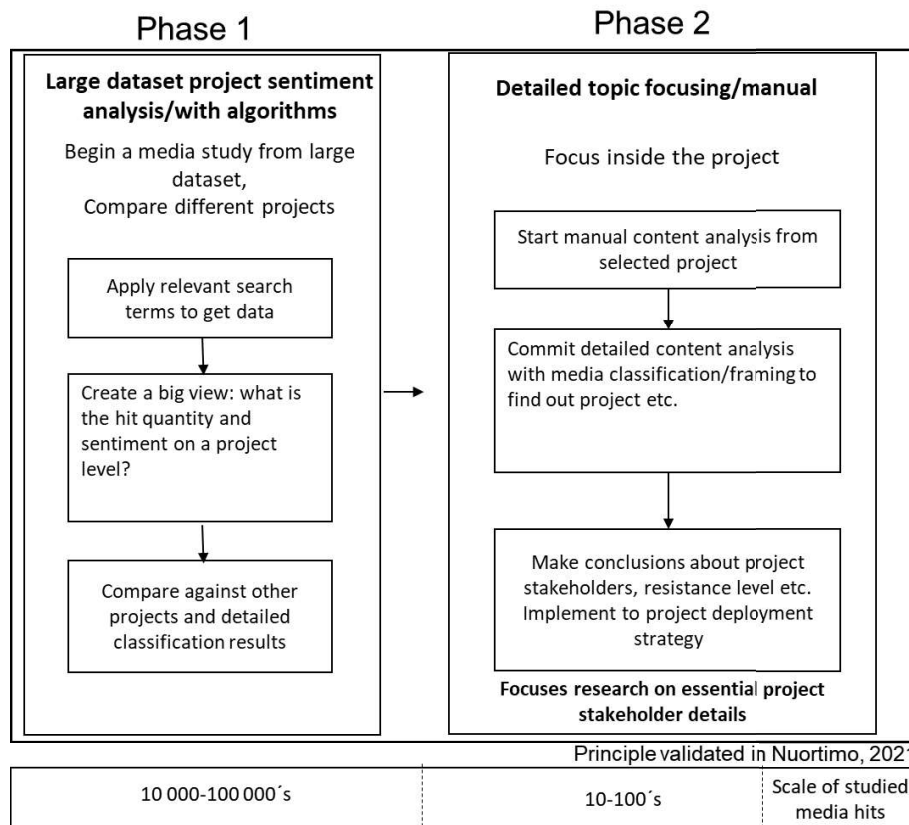 Phase 1
Phase 2
Large dataset project sentiment
analysis/with algorithms
Begin a media study from large
dataset,
Compare different projects
Apply relevant search
terms to get data
Create a big view: what is
the hit quantity and
sentiment on a project
level?
Compare against other
projects and detailed
classification results
Detailed topic focusing/manual
Focus inside the project
Start manual content analysis from
selected project
Commit detailed content analysis
with media classification/framing to
find out project etc.
Make conclusions about project
stakeholders, resistance level etc.
Implement to project deployment
strategy
Focuses research on essential project
stakeholder details
Principle validated in Nuortimo, 2021
10 000-100 000´s
10-100´s
Scale of studied
media hits